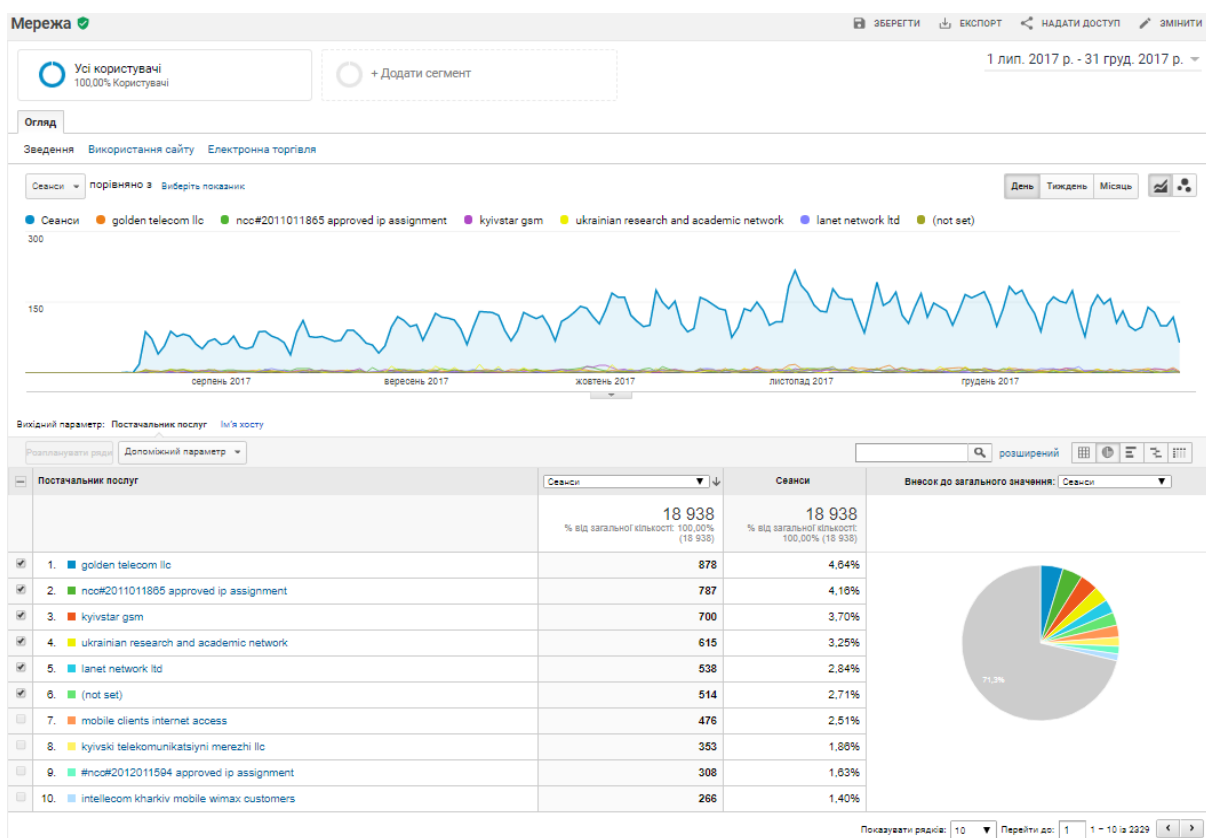 Мережа
ЗБЕРЕГТИ ЕКСПОРТ НАДАТИ ДОСТУП ЗМІНИТИ
1 лип. 2017 р. - 31 груд. 2017 р.
Усі користувачі
100,00% Користувачі
+ Додати сегмент
Огляд
Зведення Використання сайту Електронна торгівля
Сеанси порівняно з Виберіть показник
День Тиждень Місяць
Сеанси golden telecom llc ncc#2011011865 approved ip assignment kyivstar gsm ukrainian research and academic network lanet network ltd (not set)
300
150
серпень 2017 вересень 2017 жовтень 2017 листопад 2017 грудень 2017
Вихідний параметр: Постачальник послуг Ім'я хосту
Розпланувати ряди Допоміжний параметр
розширений
Постачальник послуг Сеанси Сеанси Внесок до загального значення: Сеанси
18 938 18 938
% від загальної кількості: 100,00% % від загальної кількості:
(18 938) 100,00% (18 938)
1. golden telecom llc 878 4,64%
2. ncc#2011011865 approved ip assignment 787 4,16%
3. kyivstar gsm 700 3,70%
4. ukrainian research and academic network 615 3,25%
5. lanet network ltd 538 2,84%
6. (not set) 514 2,71%
7. mobile clients internet access 476 2,51%
8. kyivski telekomunikatsiyni merezhi llc 353 1,86%
9. #ncc#2012011594 approved ip assignment 308 1,63%
10. intellecom kharkiv mobile wimax customers 266 1,40%
71,3%
Показувати рядків: 10 Перейти до: 1 1 – 10 із 2329